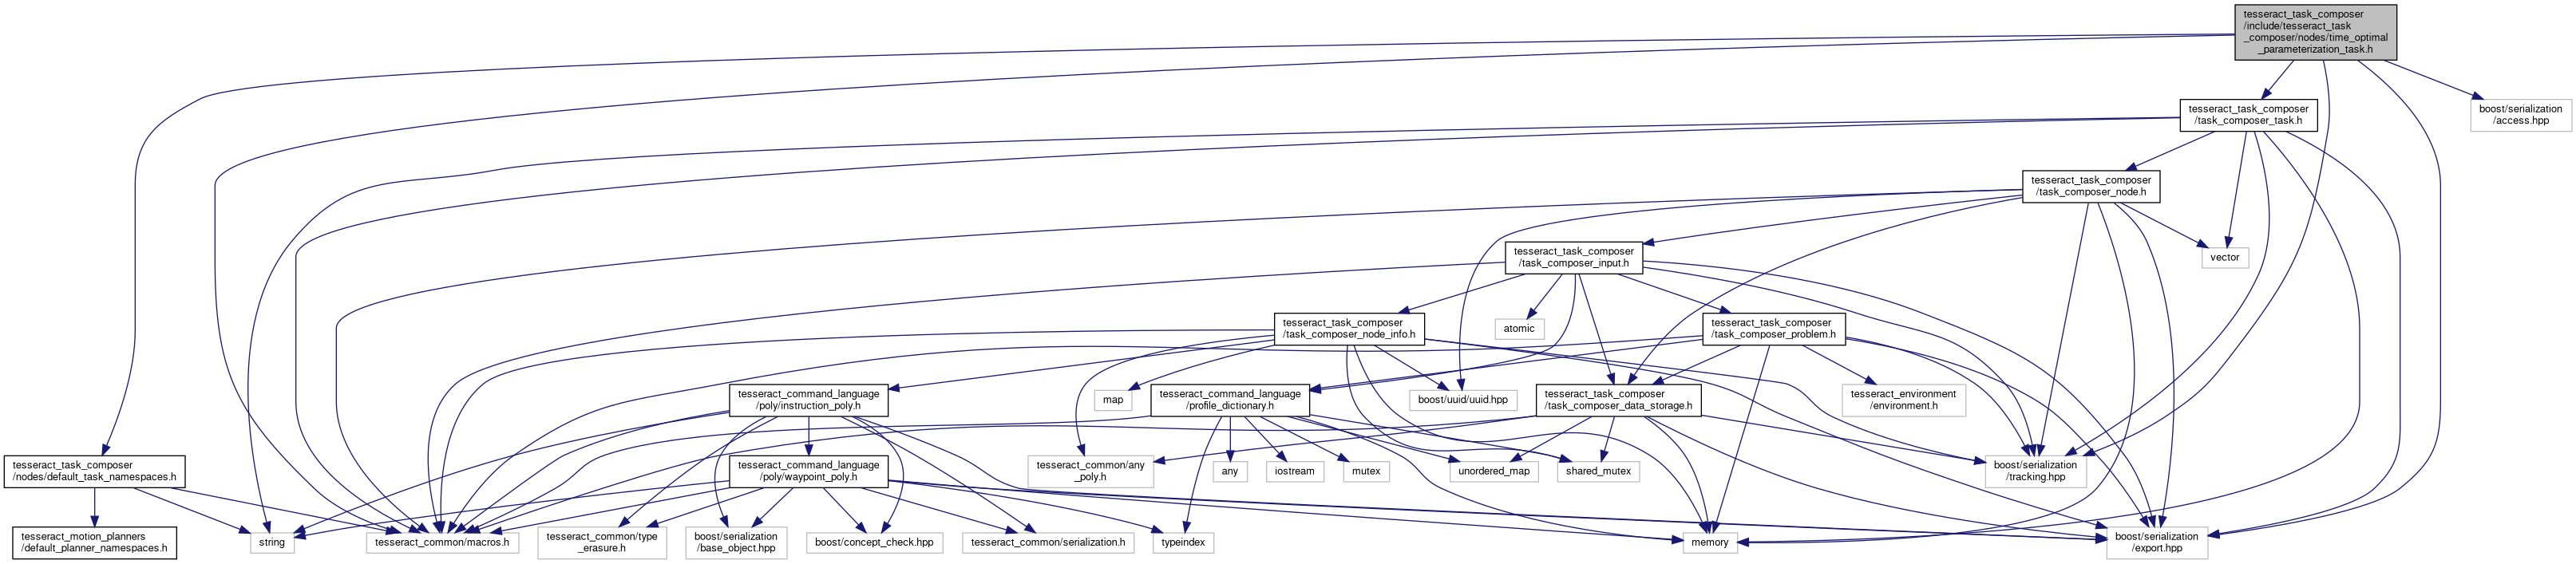 tesseract_task_composer
/include/tesseract_task
_composer/nodes/time_optimal
_parameterization_task.h
tesseract_task_composer
/task_composer_task.h
boost/serialization
/access.hpp
tesseract_task_composer
/task_composer_node.h
tesseract_task_composer
/task_composer_input.h
vector
tesseract_task_composer
/task_composer_node_info.h
atomic
tesseract_task_composer
/task_composer_problem.h
tesseract_command_language
/poly/instruction_poly.h
map
tesseract_command_language
/profile_dictionary.h
boost/uuid/uuid.hpp
tesseract_task_composer
/task_composer_data_storage.h
tesseract_environment
/environment.h
tesseract_task_composer
/nodes/default_task_namespaces.h
tesseract_command_language
/poly/waypoint_poly.h
tesseract_common/any
_poly.h
any
iostream
mutex
unordered_map
shared_mutex
boost/serialization
/tracking.hpp
tesseract_motion_planners
/default_planner_namespaces.h
string
tesseract_common/macros.h
tesseract_common/type
_erasure.h
boost/serialization
/base_object.hpp
boost/concept_check.hpp
tesseract_common/serialization.h
typeindex
memory
boost/serialization
/export.hpp